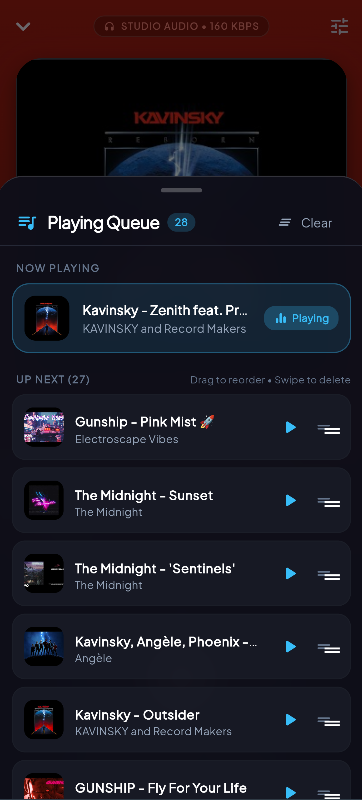 STUDIO AUDIO • 160 KBPS
KAVINSKY
REBORN
Playing Queue 28
Clear
NOW PLAYING
Kavinsky - Zenith feat. Pr...
KAVINSKY and Record Makers
Playing
UP NEXT (27)
Drag to reorder • Swipe to delete
Gunship - Pink Mist 🚀
Electroscape Vibes
The Midnight - Sunset
The Midnight
The Midnight - 'Sentinels'
The Midnight
Kavinsky, Angèle, Phoenix -...
Angèle
Kavinsky - Outsider
KAVINSKY and Record Makers
GUNSHIP - Fly For Your Life